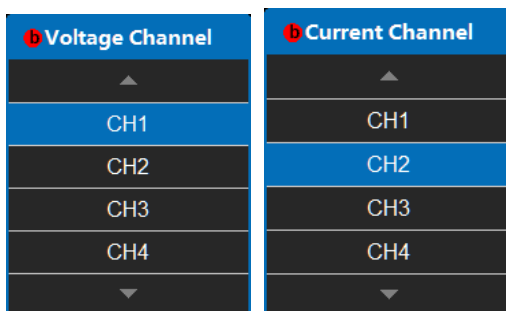 b Voltage Channel
CH1
CH2
CH3
CH4
b Current Channel
CH1
CH2
CH3
CH4